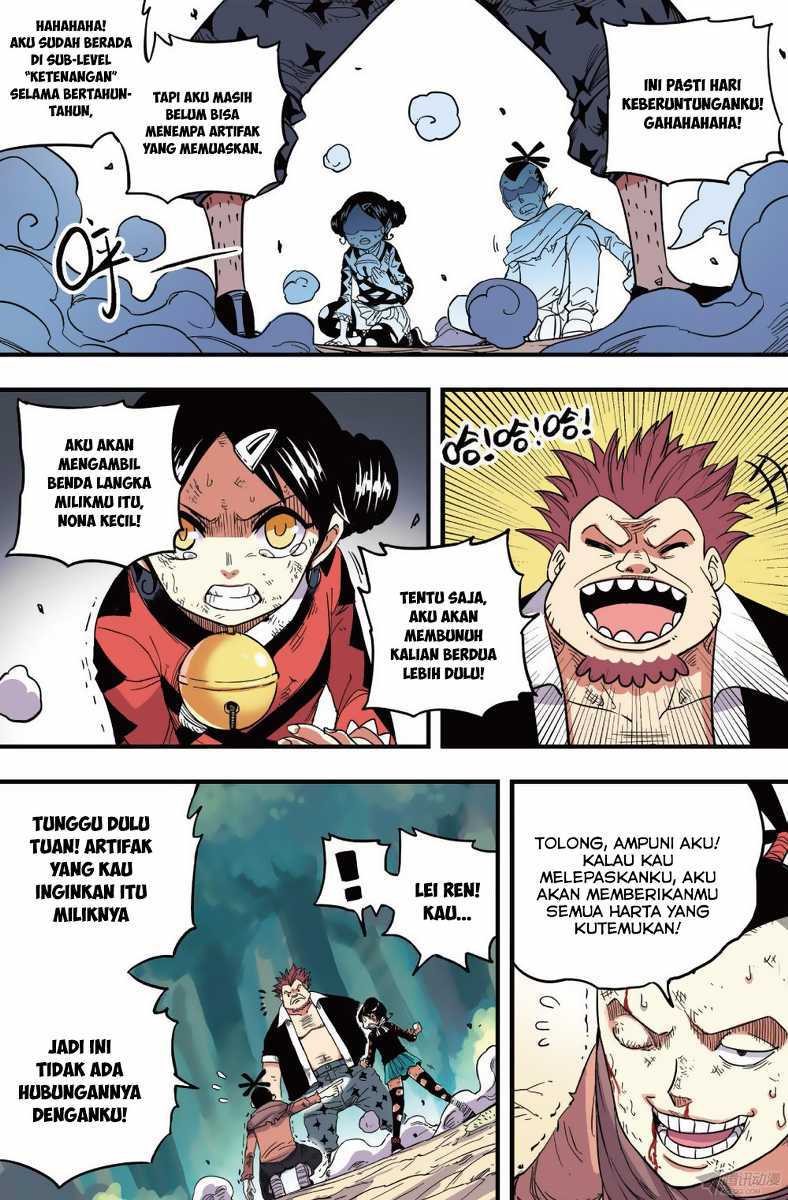 HAHAHAHA!
AKU SUDAH BERADA
DI SUB-LEVEL
"KETENANGAN"
SELAMA BERTAHUN-
TAHUN,
TAPI AKU MASIH
BELUM BISA
MENEMPA ARTIFAK
YANG MEMUASKAN.
INI PASTI HARI
KEBERUNTUNGANKU!
GAHAHAHAHA!
呼
AKU AKAN
MENGAMBIL
BENDA LANGKA
MILIKMU ITU,
NONA KECIL!
哈!哈!哈!
TENTU SAJA,
AKU AKAN
MEMBUNUH
KALIAN BERDUA
LEBIH DULU!
TUNGGU DULU
TUAN! ARTIFAK
YANG KAU
INGINKAN ITU
MILIKNYA
!
LEI REN!
KAU...
JADI INI
TIDAK ADA
HUBUNGANNYA
DENGANKU!
TOLONG, AMPUNI AKU!
KALAU KAU
MELEPASKANKU, AKU
AKAN MEMBERIKANMU
SEMUA HARTA YANG
KUTEMUKAN!
腾讯动漫